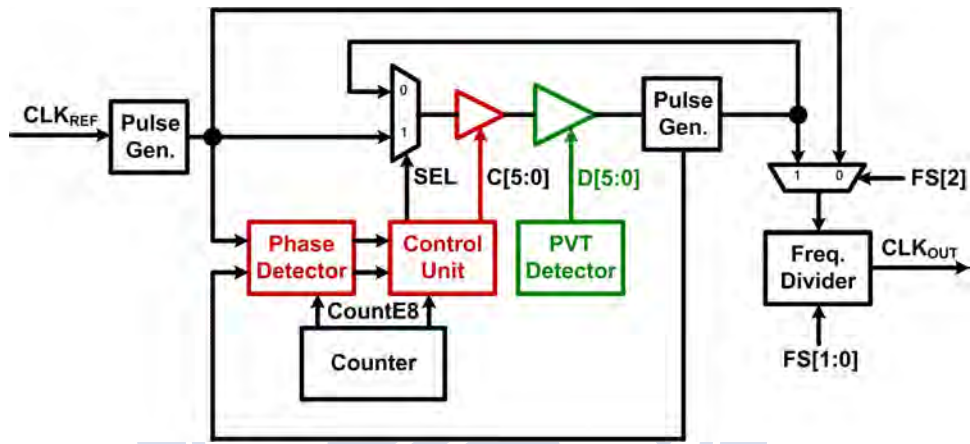 CLKREF
Pulse
Gen.
0
1
SEL
C[5:0]
D[5:0]
Pulse
Gen.
1 0
FS[2]
Phase
Detector
Control
Unit
PVT
Detector
Freq.
Divider
CLKOUT
CountE8
Counter
FS[1:0]